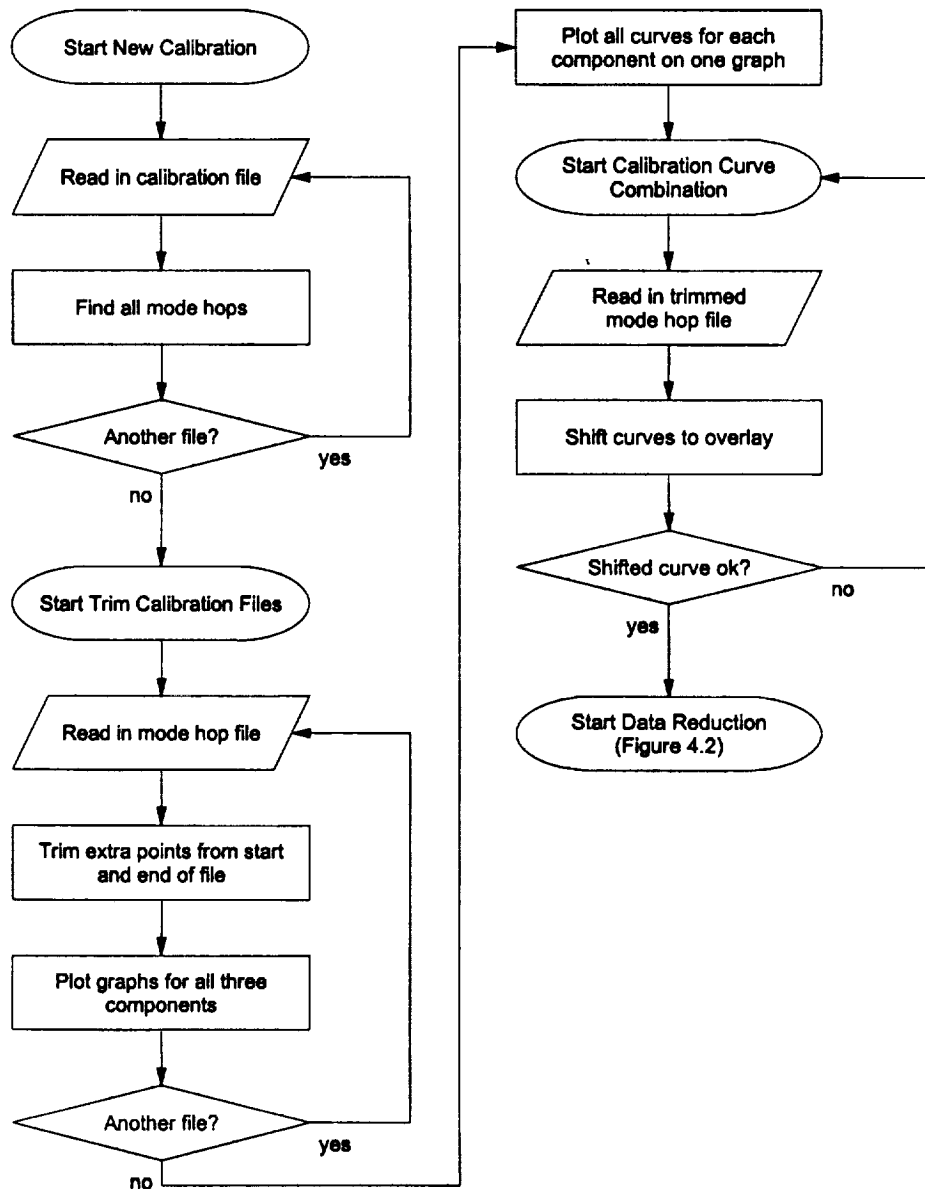 Start New Calibration
Read in calibration file
Find all mode hops
Another file?
yes
no
Start Trim Calibration Files
Read in mode hop file
Trim extra points from start
and end of file
Plot graphs for all three
components
Another file?
yes
no
Plot all curves for each
component on one graph
Start Calibration Curve
Combination
Read in trimmed
mode hop file
Shift curves to overlay
Shifted curve ok?
no
yes
Start Data Reduction
(Figure 4.2)